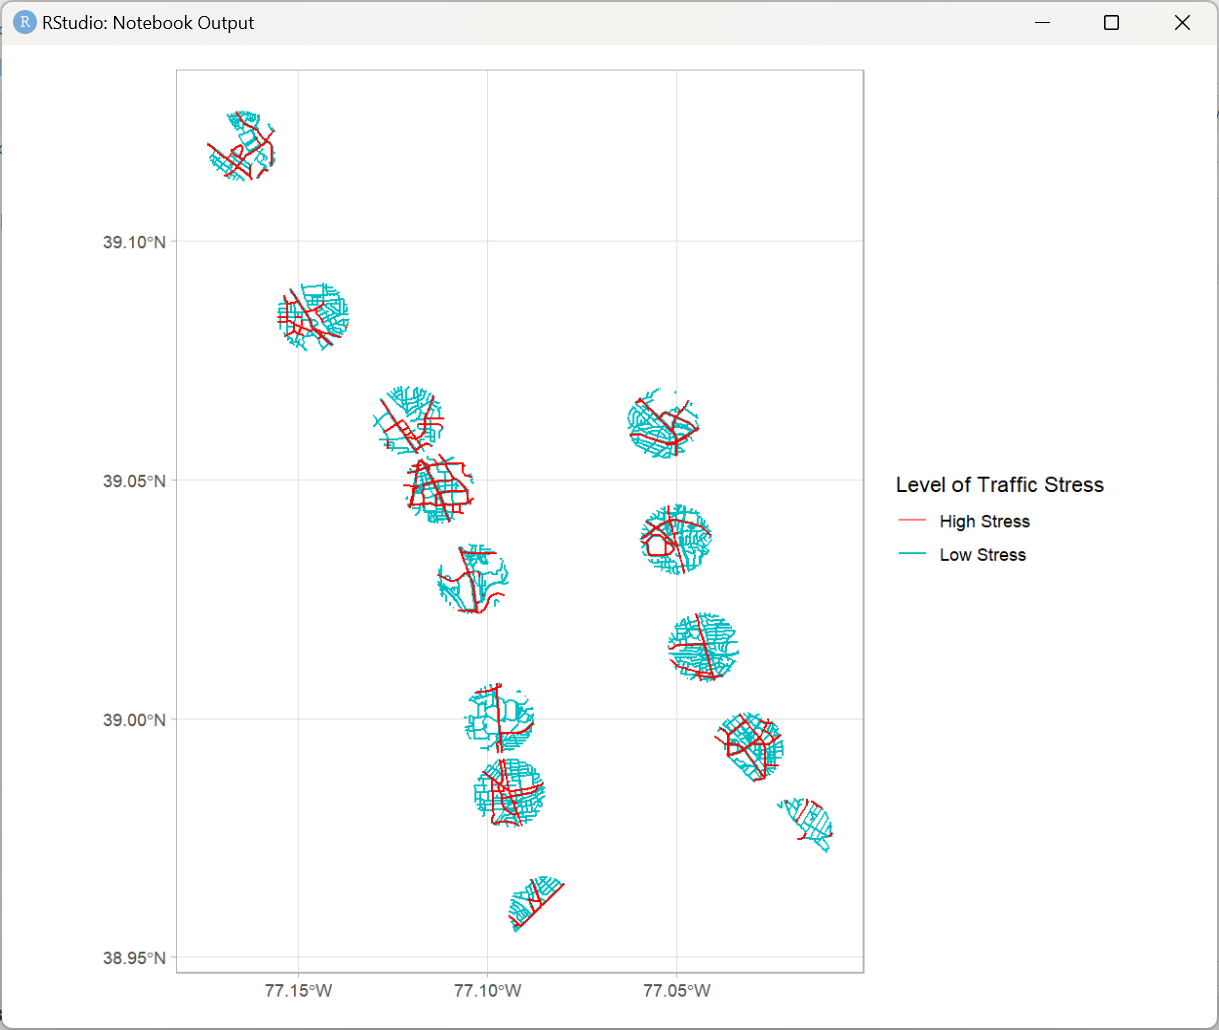 R RStudio: Notebook Output
39.10°N
39.05°N
39.00°N
38.95°N
77.15°W 77.10°W 77.05°W
Level of Traffic Stress
High Stress
Low Stress